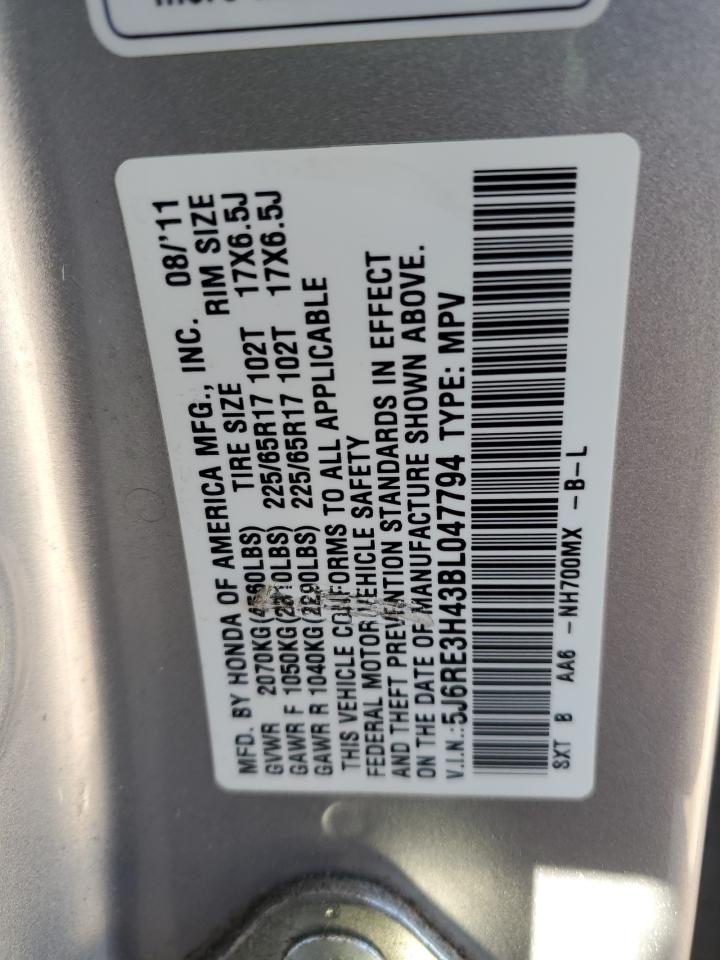 MFD. BY HONDA OF AMERICA MFG., INC. 08/'11
GVWR 2070KG(4560LBS) TIRE SIZE RIM SIZE
GAWR F 1050KG( LBS) 225/65R17 102T 17X6.5J
GAWR R 1040KG(2290LBS) 225/65R17 102T 17X6.5J
THIS VEHICLE CONFORMS TO ALL APPLICABLE
FEDERAL MOTOR VEHICLE SAFETY
AND THEFT PREVENTION STANDARDS IN EFFECT
ON THE DATE OF MANUFACTURE SHOWN ABOVE.
V.I.N.:5J6RE3H43BL047794 TYPE: MPV
SXT B AA6 -NH700MX -B-L